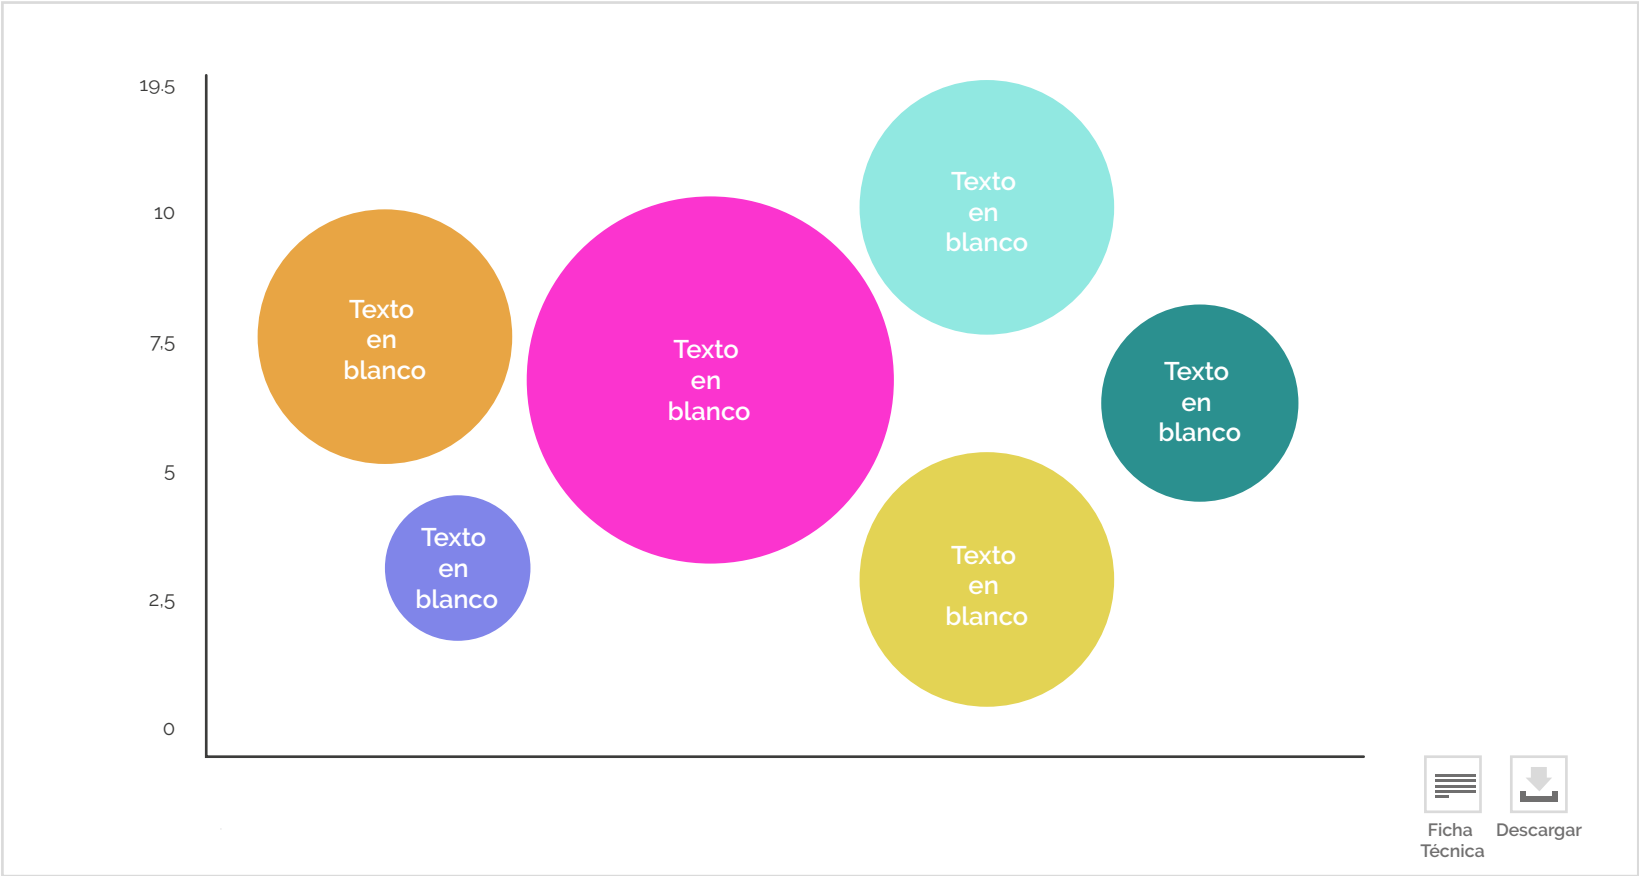 19.5
10
7,5
5
2,5
0
Texto
en
blanco
Texto
en
blanco
Texto
en
blanco
Texto
en
blanco
Texto
en
blanco
Texto
en
blanco
Ficha
Técnica
Descargar